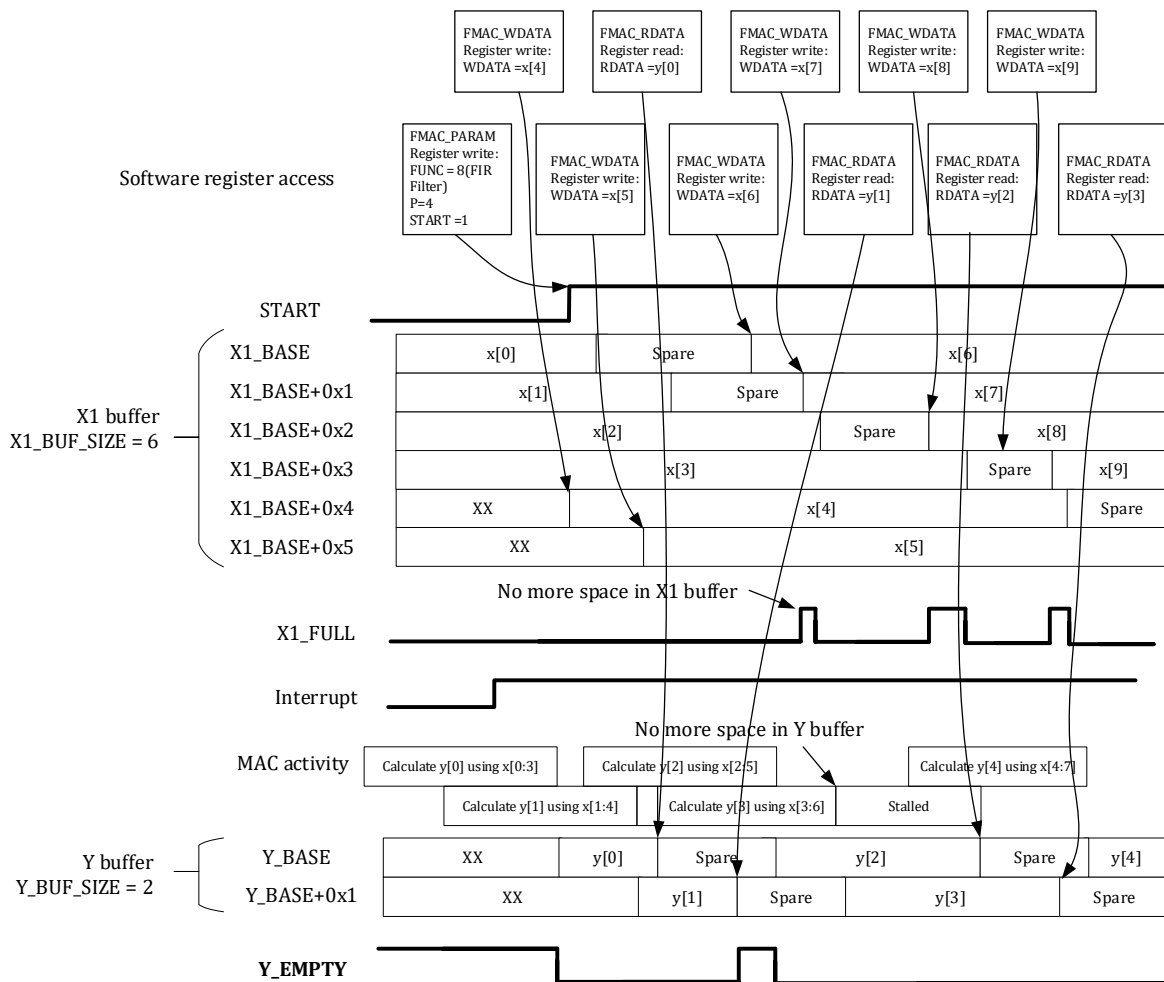 FMAC_WDATA
Register write:
WDATA =x[4]
FMAC_RDATA
Register read:
RDATA =y[0]
FMAC_WDATA
Register write:
WDATA =x[7]
FMAC_WDATA
Register write:
WDATA =x[8]
FMAC_WDATA
Register write:
WDATA =x[9]
Software register access
FMAC_PARAM
Register write:
FUNC = 8(FIR
Filter)
P=4
START =1
FMAC_WDATA
Register write:
WDATA =x[5]
FMAC_WDATA
Register write:
WDATA =x[6]
FMAC_RDATA
Register read:
RDATA =y[1]
FMAC_RDATA
Register read:
RDATA =y[2]
FMAC_RDATA
Register read:
RDATA =y[3]
START
X1 buffer
X1_BUF_SIZE = 6
X1_BASE x[0] Spare x[6]
X1_BASE+0x1 x[1] Spare x[7]
X1_BASE+0x2 x[2] Spare x[8]
X1_BASE+0x3 x[3] Spare x[9]
X1_BASE+0x4 XX x[4] Spare
X1_BASE+0x5 XX x[5]
No more space in X1 buffer
X1_FULL
Interrupt
No more space in Y buffer
MAC activity
Calculate y[0] using x[0:3] Calculate y[2] using x[2:5] Calculate y[4] using x[4:7]
Calculate y[1] using x[1:4] Calculate y[3] using x[3:6] Stalled
Y buffer
Y_BUF_SIZE = 2
Y_BASE XX y[0] Spare y[2] Spare y[4]
Y_BASE+0x1 XX y[1] Spare y[3] Spare
Y_EMPTY